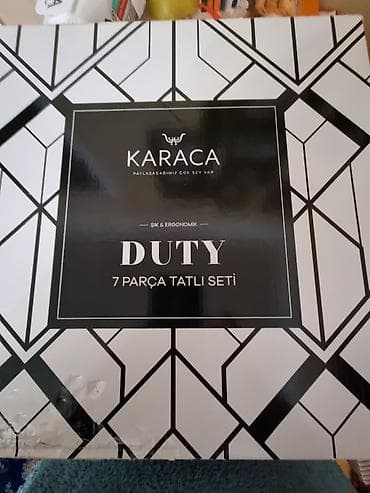 KARACA
PAYLAŞACAĞIMIZ ÇOK ŞEY VAR
ŞIK & ERGONOMİK
DUTY
7 PARÇA TATLI SETİ